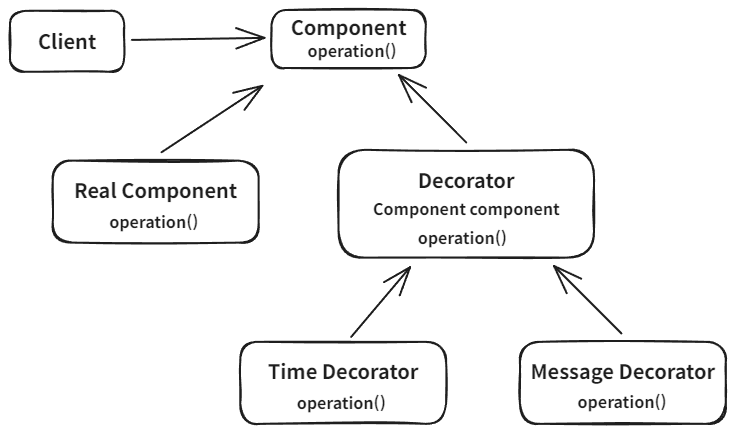 Client
Component
operation()
Real Component
operation()
Decorator
Component component
operation()
Time Decorator
operation()
Message Decorator
operation()